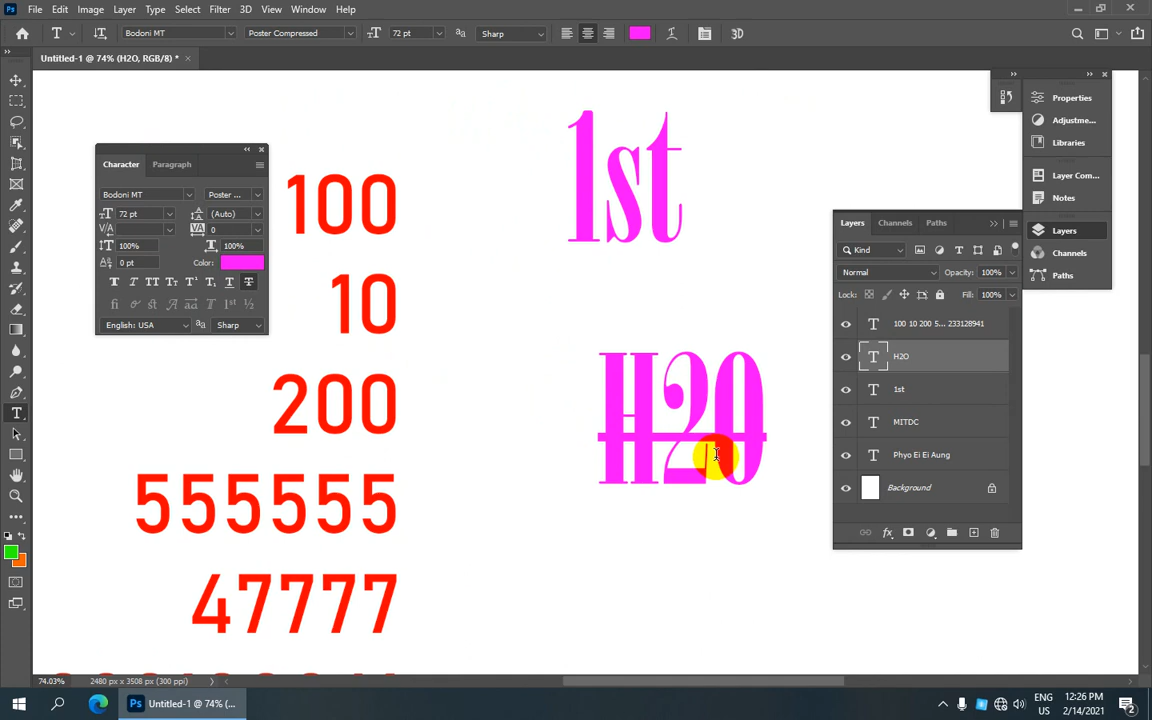 Ps File Edit Image Layer Type Select Filter 3D View Window Help
T Bodoni MT Poster Compressed 72 pt Sharp 3D
Untitled-1 @ 74% (H2O, RGB/8) *
100
10
200
555555
47777
1st
H2O
Character Paragraph
Bodoni MT Poster ...
72 pt (Auto)
0
100% 100%
0 pt Color:
English: USA Sharp
Properties
Adjustme...
Libraries
Layer Com...
Notes
Layers
Channels
Paths
Layers Channels Paths
Kind
Normal Opacity: 100%
Lock: Fill: 100%
100 10 200 5... 233128941
H2O
1st
MITDC
Phyo Ei Ei Aung
Background
74.03% 2480 px x 3508 px (300 ppi)
Ps Untitled-1 @ 74% (...
ENG
US
12:26 PM
2/14/2021
2